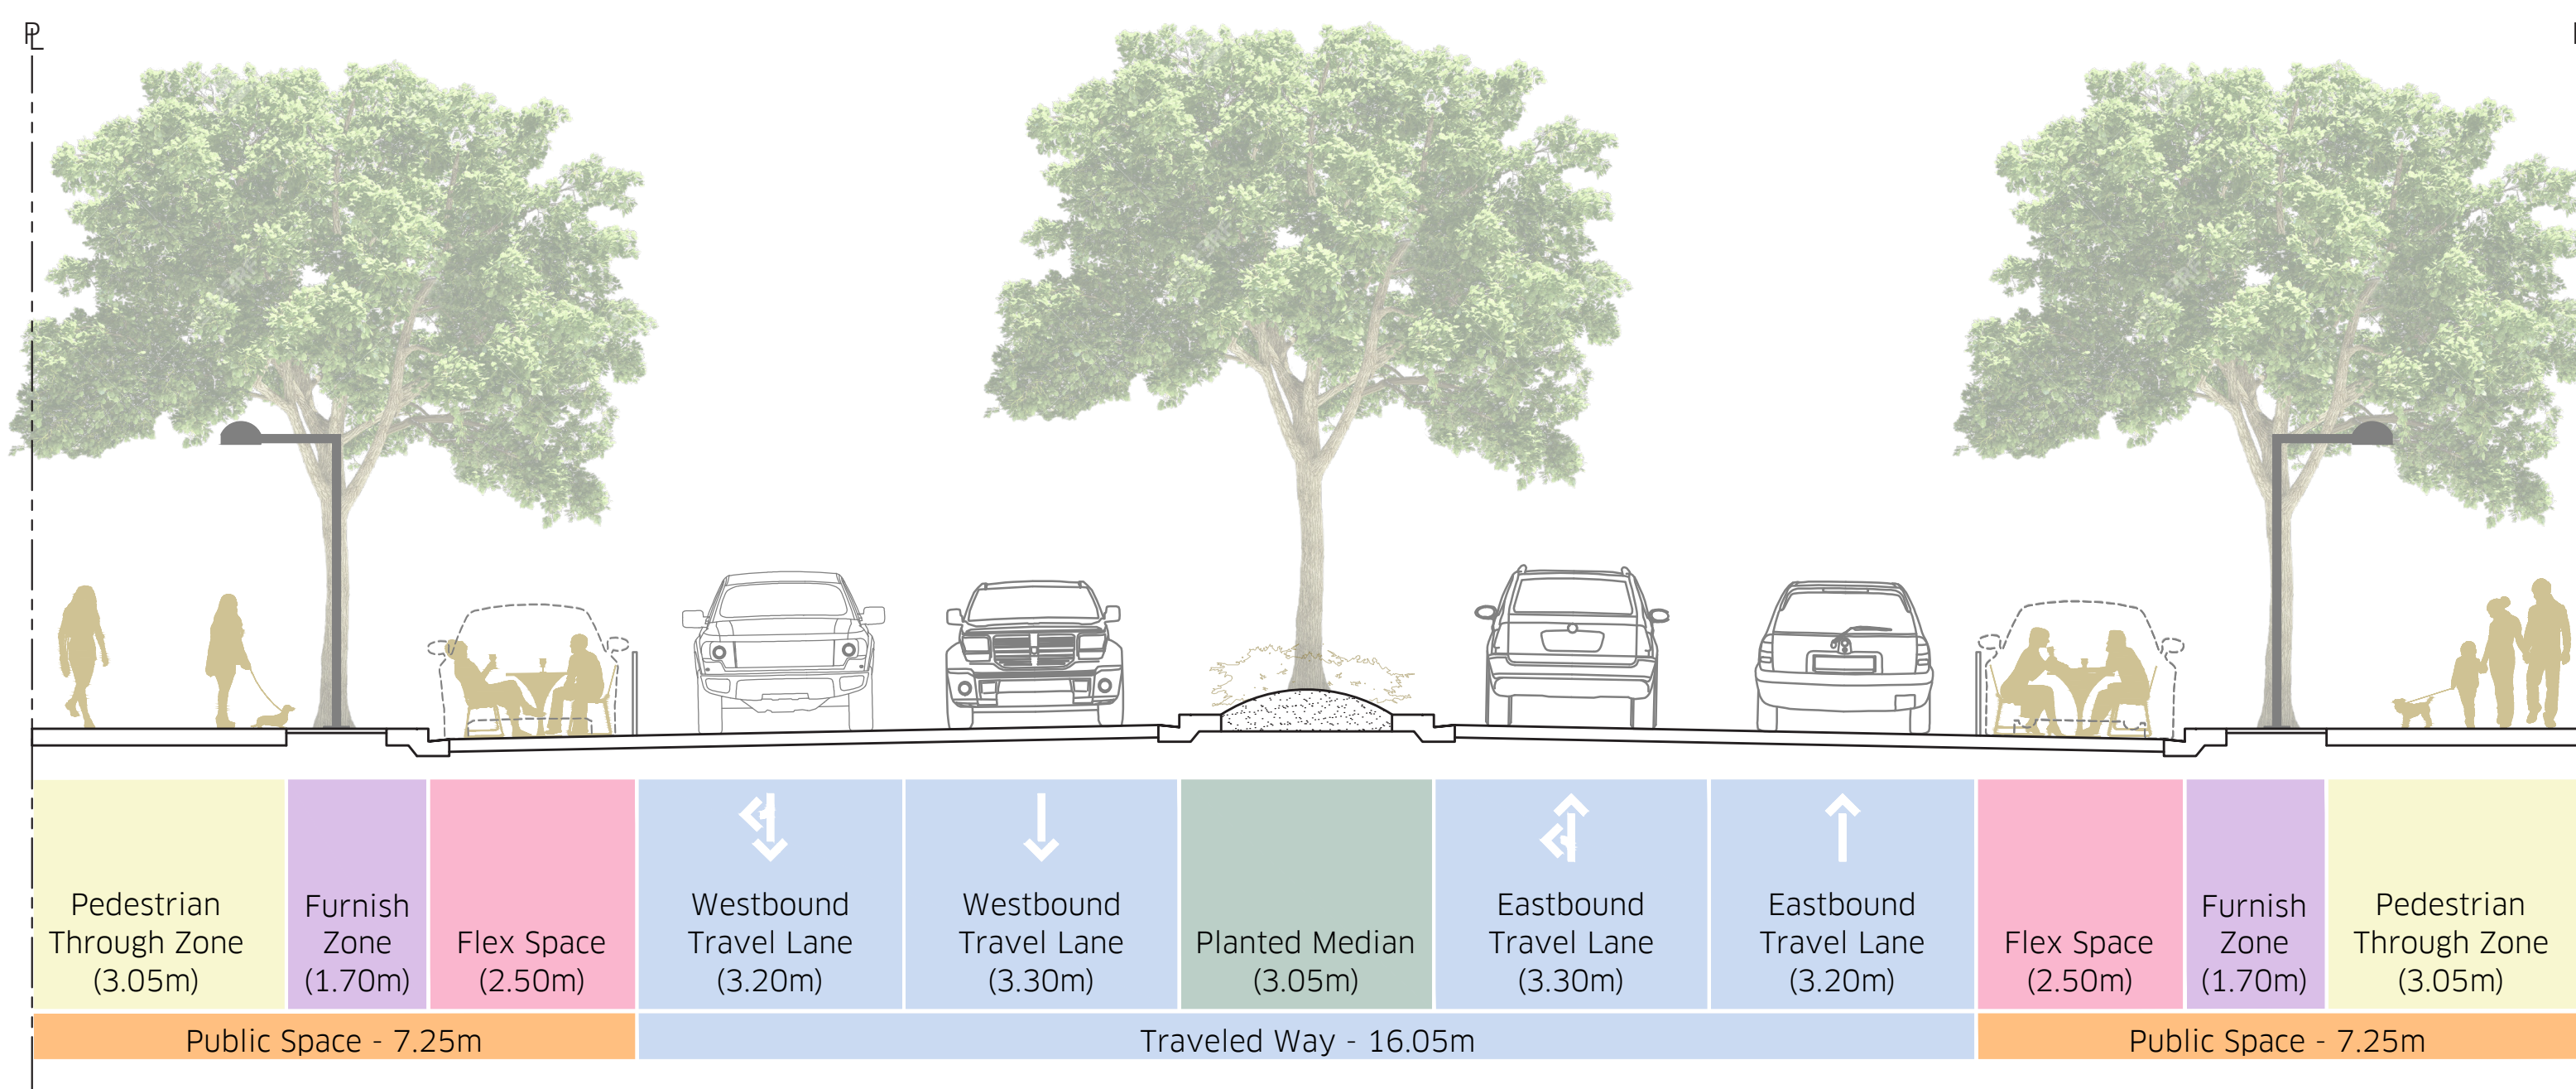 PL
Pedestrian
Through Zone
(3.05m)
Furnish
Zone
(1.70m)
Flex Space
(2.50m)
Westbound
Travel Lane
(3.20m)
Westbound
Travel Lane
(3.30m)
Planted Median
(3.05m)
Eastbound
Travel Lane
(3.30m)
Eastbound
Travel Lane
(3.20m)
Flex Space
(2.50m)
Furnish
Zone
(1.70m)
Pedestrian
Through Zone
(3.05m)
Public Space - 7.25m
Traveled Way - 16.05m
Public Space - 7.25m